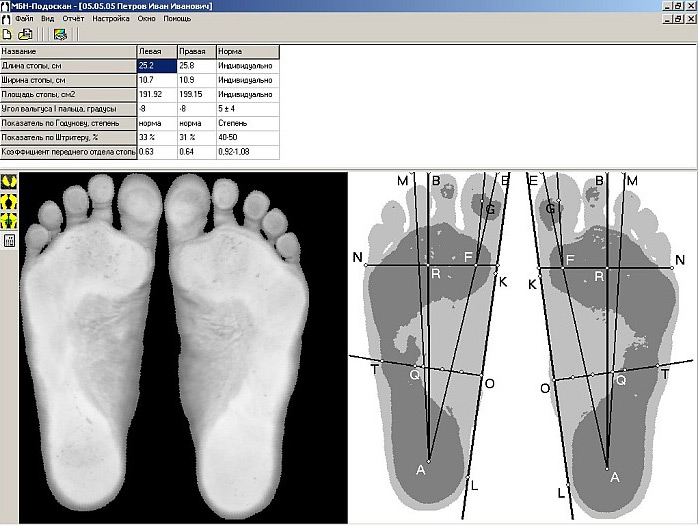 МБН-Подоскан - [05.05.05 Петров Иван Иванович]
Файл Вид Отчёт Настройка Окно Помощь
Название Левая Правая Норма
Длина стопы, см 25.2 25.8 Индивидуально
Ширина стопы, см 10.7 10.9 Индивидуально
Площадь стопы, см2 191.92 199.15 Индивидуально
Угол вальгуса I пальца, градусы -8 -8 5 ± 4
Показатель по Годунову, степень норма норма Степень
Показатель по Штритеру, % 33 % 31 % 40-50
Коэффициент переднего отдела стопь 0.63 0.64 0.92-1.08
M B E E B M
G G
N F F N
R K K R
T Q O O Q T
A A
L L